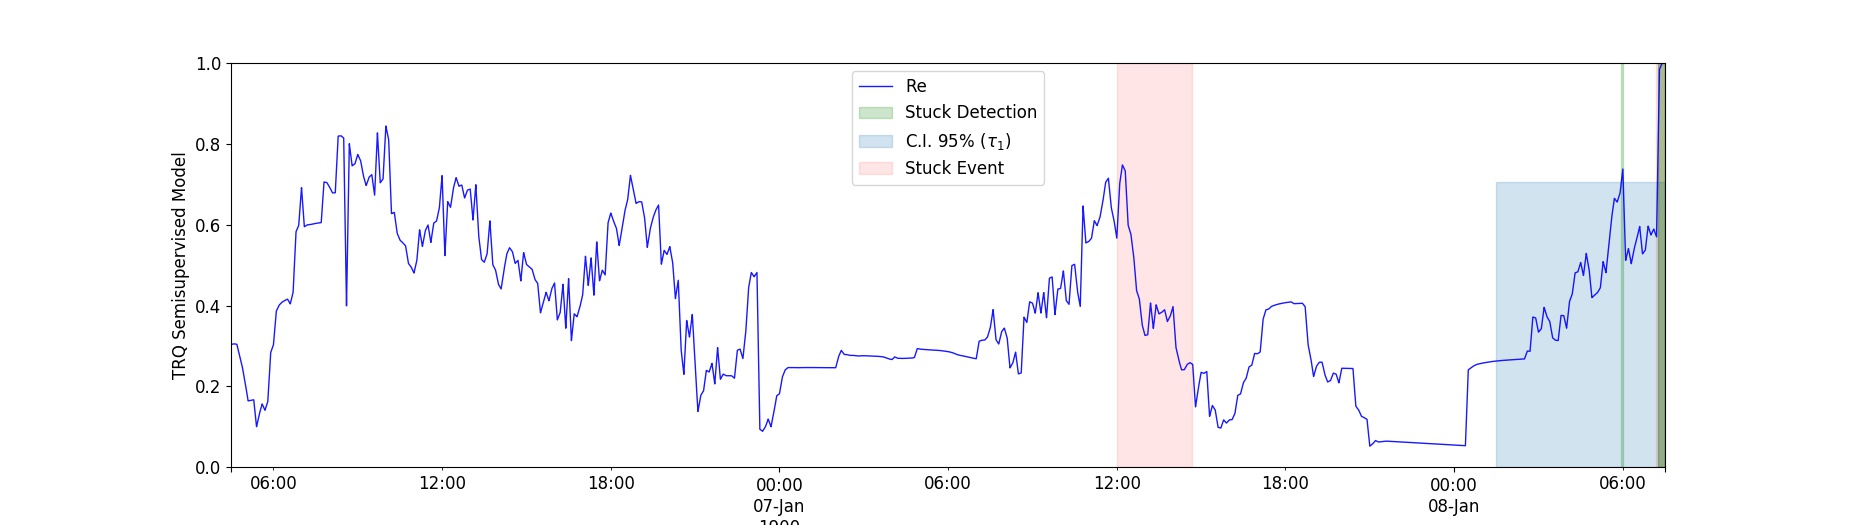 TRQ Semisupervised Model
1.0
0.8
0.6
0.4
0.2
0.0
Re
Stuck Detection
C.I. 95% (τ₁)
Stuck Event
06:00 12:00 18:00 00:00 06:00 12:00 18:00 00:00 06:00
07-Jan 08-Jan
1900